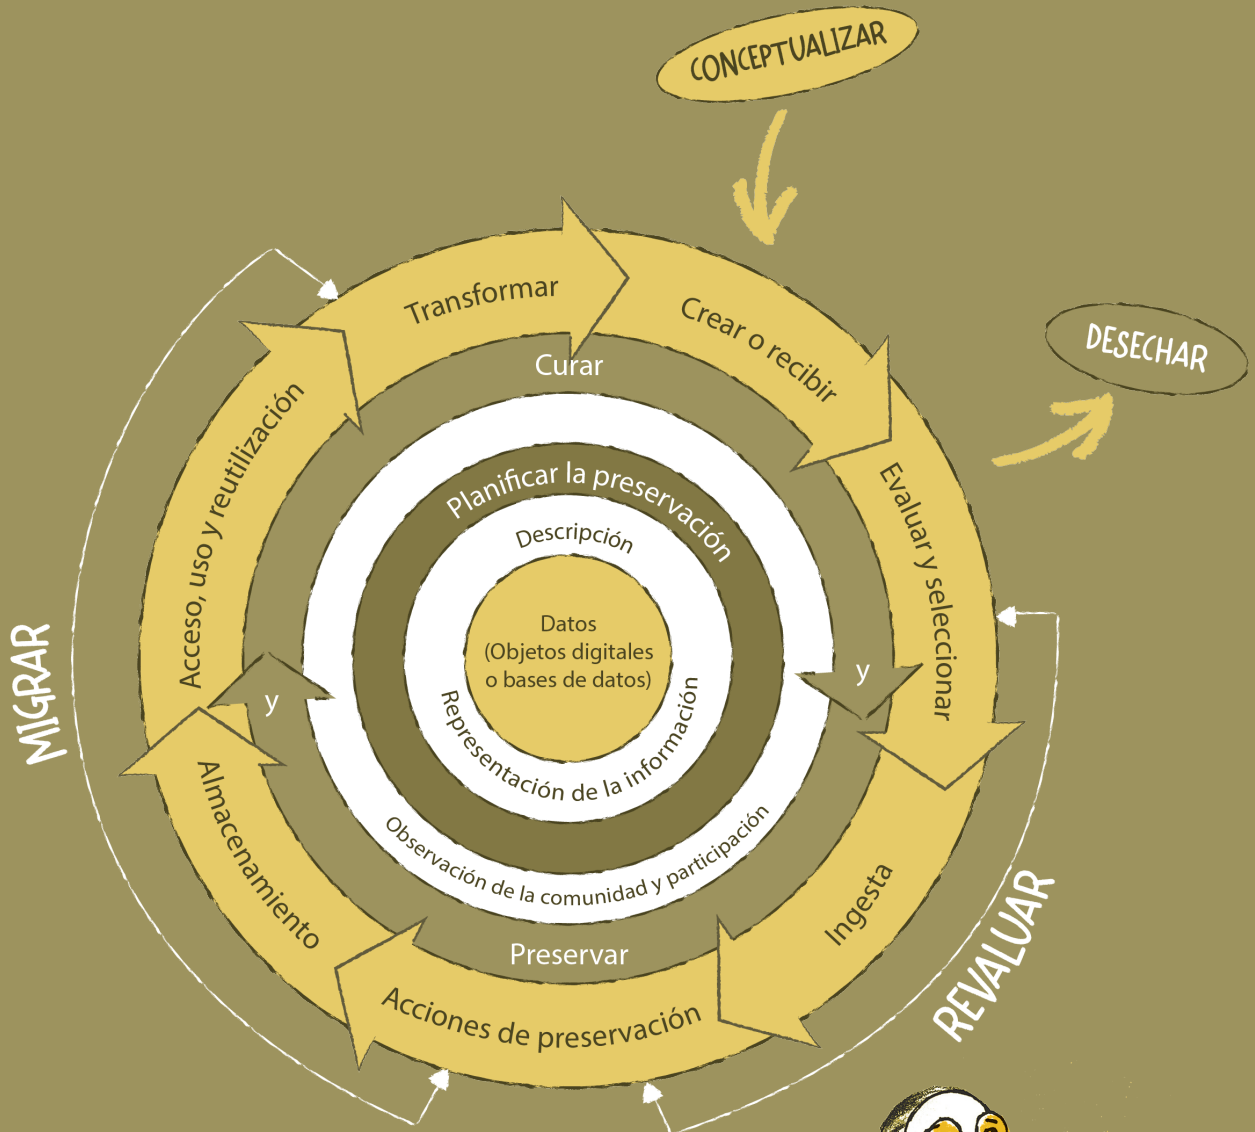 CONCEPTUALIZAR
DESECHAR
Transformar
Crear o recibir
Evaluar y seleccionar
Ingesta
Acciones de preservación
Almacenamiento
Acceso, uso y reutilización
Curar
y
Preservar
y
Planificar la preservación
Descripción
Datos
(Objetos digitales
o bases de datos)
Representación de la información
Observación de la comunidad y participación
MIGRAR
REVALUAR